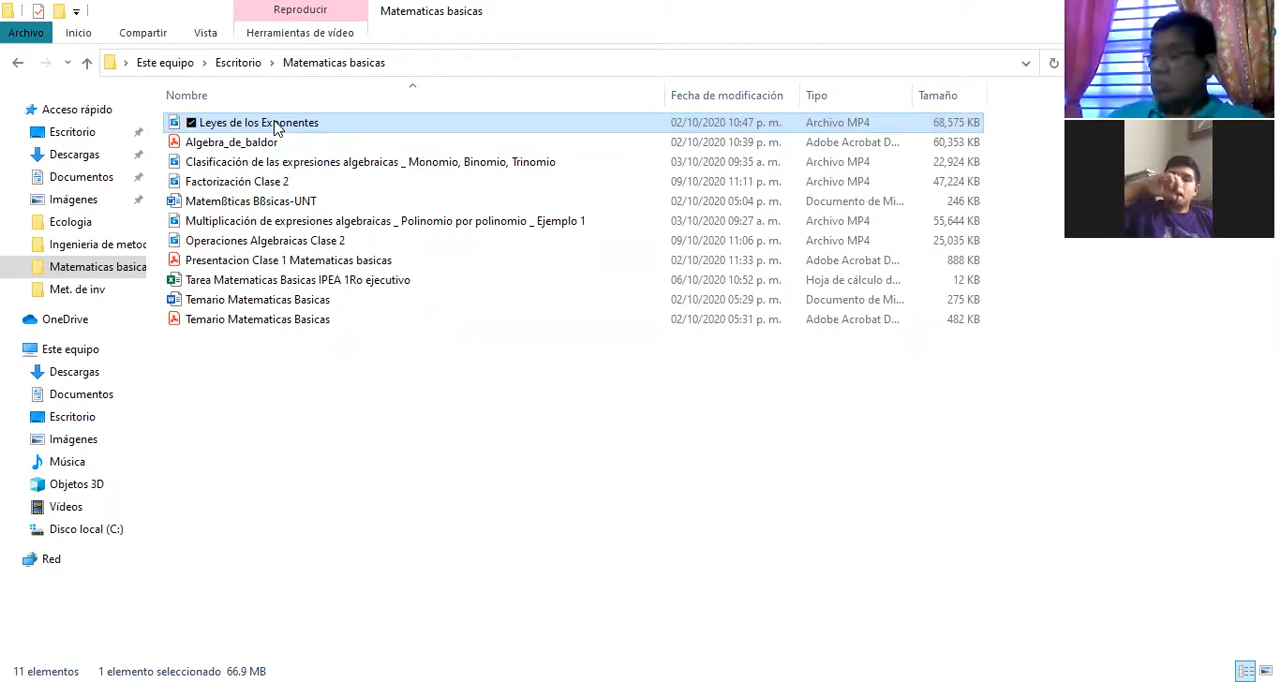 Reproducir
Matematicas basicas
Archivo
Inicio
Compartir
Vista
Herramientas de vídeo
Este equipo > Escritorio > Matematicas basicas
Nombre
Fecha de modificación
Tipo
Tamaño
Acceso rápido
Escritorio
Descargas
Documentos
Imágenes
Ecologia
Ingenieria de metoc
Matematicas basica
Met. de inv
OneDrive
Este equipo
Descargas
Documentos
Escritorio
Imágenes
Música
Objetos 3D
Vídeos
Disco local (C:)
Red
Leyes de los Exponentes 02/10/2020 10:47 p. m. Archivo MP4 68,575 KB
Algebra_de_baldor 02/10/2020 10:39 p. m. Adobe Acrobat D... 60,353 KB
Clasificación de las expresiones algebraicas _ Monomio, Binomio, Trinomio 03/10/2020 09:35 a. m. Archivo MP4 22,924 KB
Factorización Clase 2 09/10/2020 11:11 p. m. Archivo MP4 47,224 KB
Matemßticas Bßsicas-UNT 02/10/2020 05:04 p. m. Documento de Mi... 246 KB
Multiplicación de expresiones algebraicas _ Polinomio por polinomio _ Ejemplo 1 03/10/2020 09:27 a. m. Archivo MP4 55,644 KB
Operaciones Algebraicas Clase 2 09/10/2020 11:06 p. m. Archivo MP4 25,035 KB
Presentacion Clase 1 Matematicas basicas 02/10/2020 11:33 p. m. Adobe Acrobat D... 888 KB
Tarea Matematicas Basicas IPEA 1Ro ejecutivo 06/10/2020 10:52 p. m. Hoja de cálculo d... 12 KB
Temario Matematicas Basicas 02/10/2020 05:29 p. m. Documento de Mi... 275 KB
Temario Matematicas Basicas 02/10/2020 05:31 p. m. Adobe Acrobat D... 482 KB
11 elementos
1 elemento seleccionado 66.9 MB